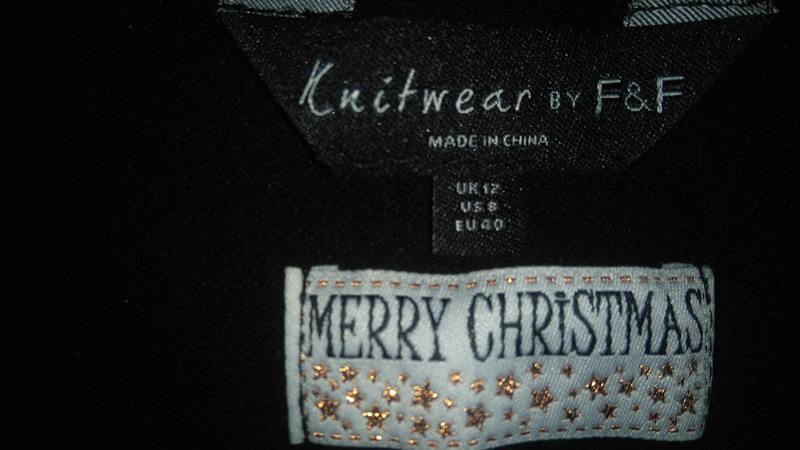 Knitwear BY F&F
MADE IN CHINA
UK 12
US 8
EU 40
MERRY CHRiSTMAS